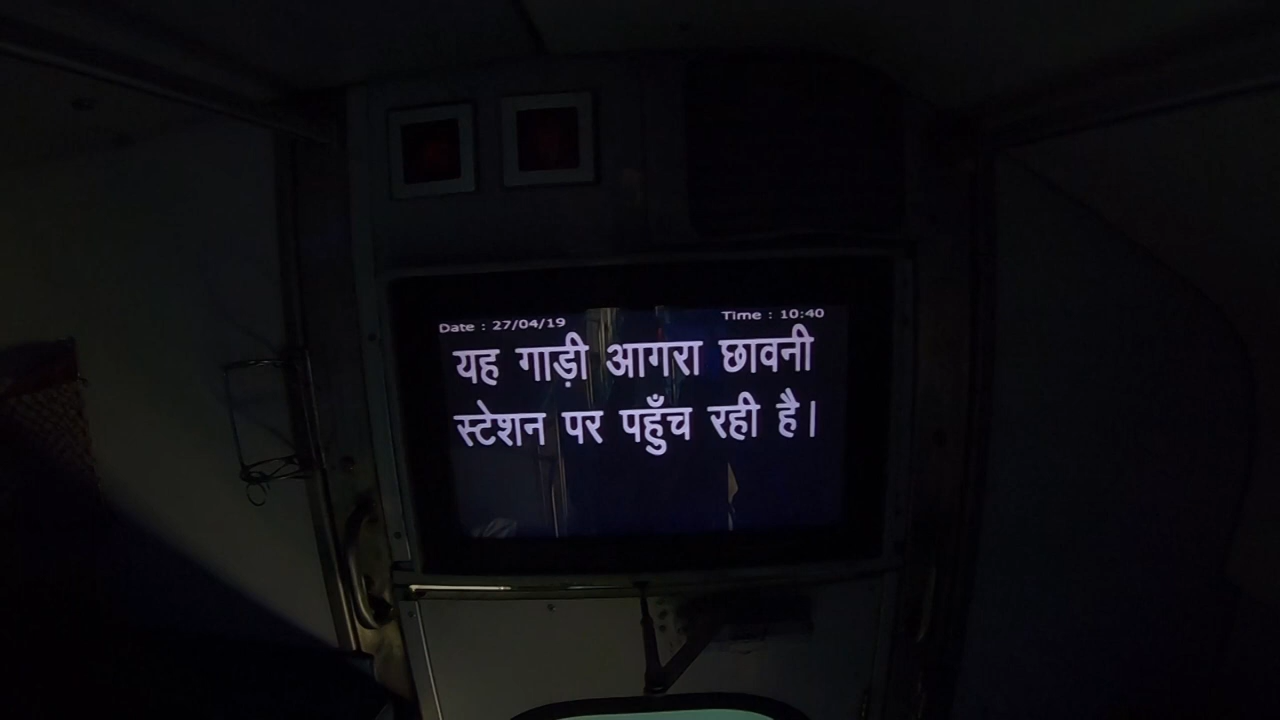 Date : 27/04/19 Time : 10:40
यह गाड़ी आगरा छावनी
स्टेशन पर पहुँच रही है।